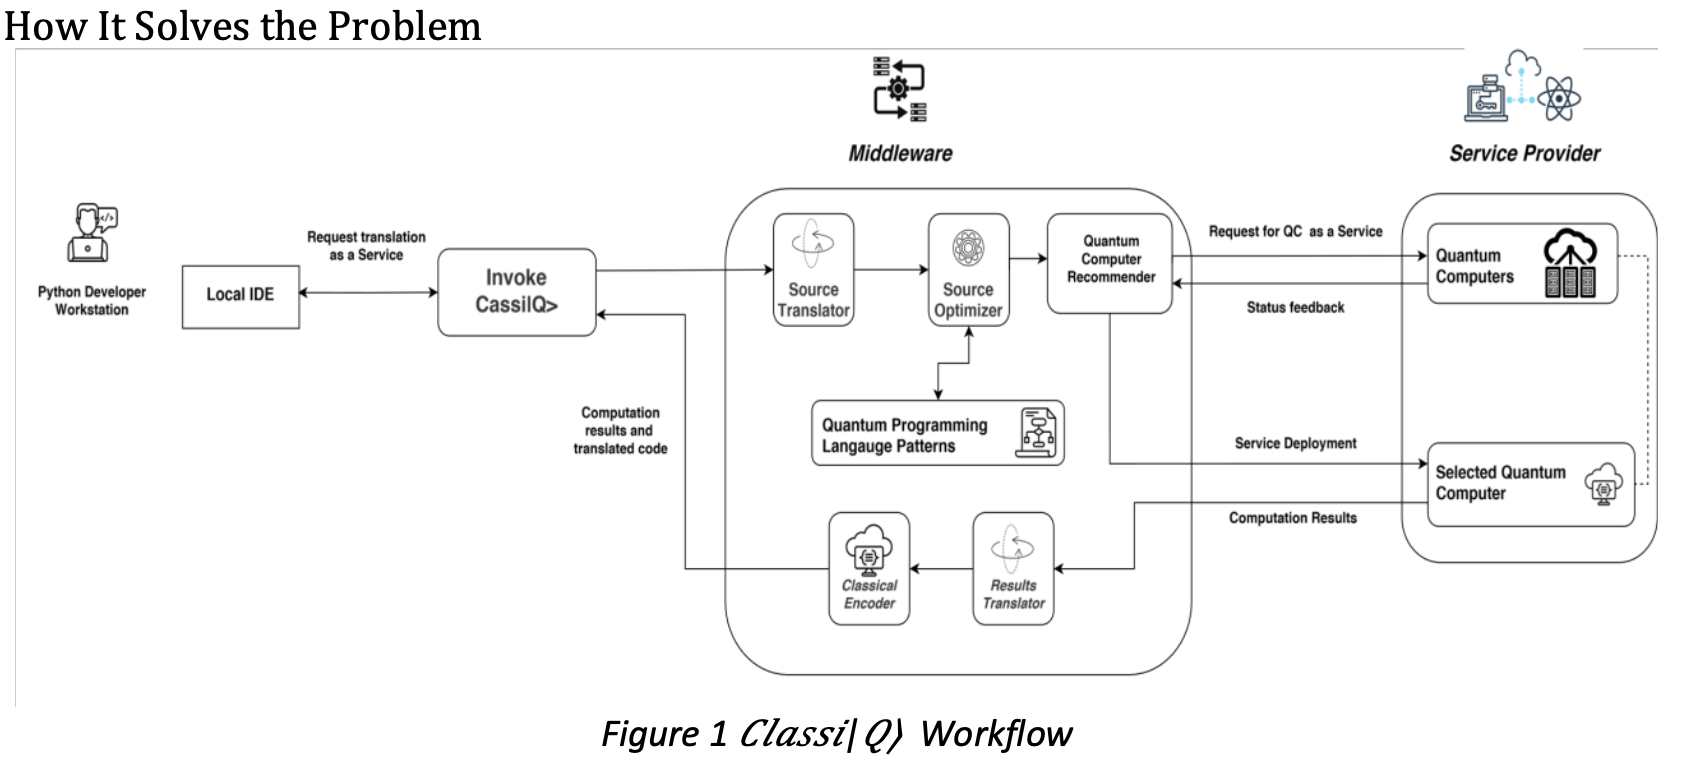 How It Solves the Problem
Middleware
Service Provider
Python Developer
Workstation
Local IDE
Request translation
as a Service
Invoke
CassilQ>
Source
Translator
Source
Optimizer
Quantum
Computer
Recommender
Request for QC as a Service
Status feedback
Quantum
Computers
Quantum Programming
Langauge Patterns
Computation
results and
translated code
Service Deployment
Selected Quantum
Computer
Computation Results
Classical
Encoder
Results
Translator
Figure 1 Classi|Q⟩ Workflow